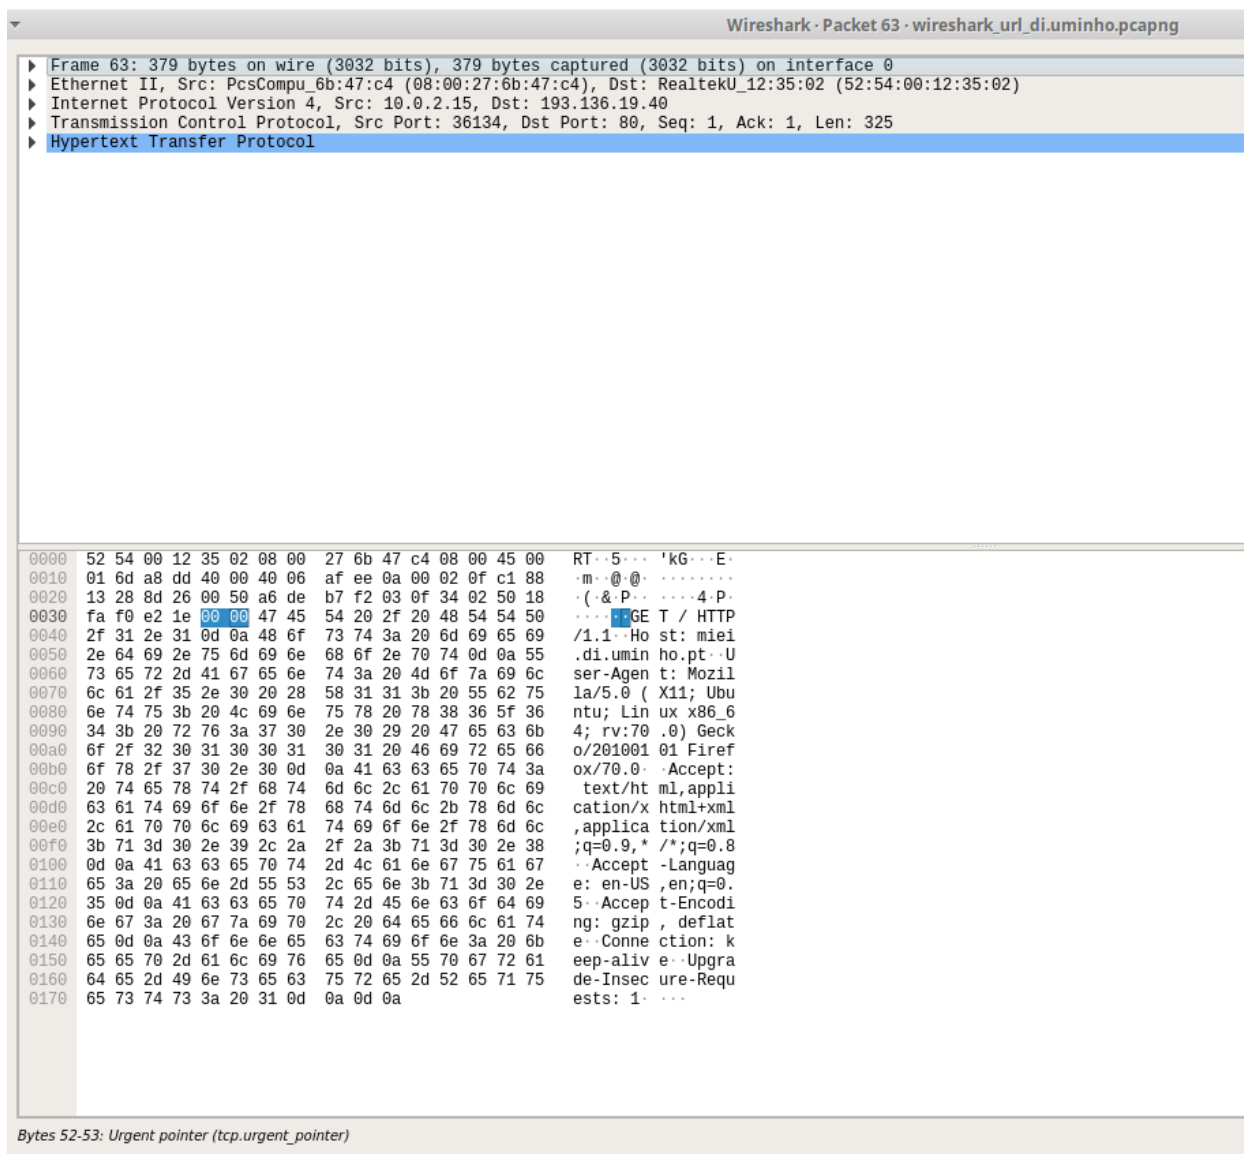 Wireshark · Packet 63 · wireshark_url_di.uminho.pcapng
Frame 63: 379 bytes on wire (3032 bits), 379 bytes captured (3032 bits) on interface 0
Ethernet II, Src: PcsCompu_6b:47:c4 (08:00:27:6b:47:c4), Dst: RealtekU_12:35:02 (52:54:00:12:35:02)
Internet Protocol Version 4, Src: 10.0.2.15, Dst: 193.136.19.40
Transmission Control Protocol, Src Port: 36134, Dst Port: 80, Seq: 1, Ack: 1, Len: 325
Hypertext Transfer Protocol
0000 52 54 00 12 35 02 08 00 27 6b 47 c4 08 00 45 00 RT··5··· 'kG···E·
0010 01 6d a8 dd 40 00 40 06 af ee 0a 00 02 0f c1 88 ·m··@·@· ········
0020 13 28 8d 26 00 50 a6 de b7 f2 03 0f 34 02 50 18 ·(·&·P·· ····4·P·
0030 fa f0 e2 1e 00 00 47 45 54 20 2f 20 48 54 54 50 ······GE T / HTTP
0040 2f 31 2e 31 0d 0a 48 6f 73 74 3a 20 6d 69 65 69 /1.1··Ho st: miei
0050 2e 64 69 2e 75 6d 69 6e 68 6f 2e 70 74 0d 0a 55 .di.umin ho.pt··U
0060 73 65 72 2d 41 67 65 6e 74 3a 20 4d 6f 7a 69 6c ser-Agen t: Mozil
0070 6c 61 2f 35 2e 30 20 28 58 31 31 3b 20 55 62 75 la/5.0 ( X11; Ubu
0080 6e 74 75 3b 20 4c 69 6e 75 78 20 78 38 36 5f 36 ntu; Lin ux x86_6
0090 34 3b 20 72 76 3a 37 30 2e 30 29 20 47 65 63 6b 4; rv:70 .0) Geck
00a0 6f 2f 32 30 31 30 30 31 30 31 20 46 69 72 65 66 o/201001 01 Firef
00b0 6f 78 2f 37 30 2e 30 0d 0a 41 63 63 65 70 74 3a ox/70.0· ·Accept:
00c0 20 74 65 78 74 2f 68 74 6d 6c 2c 61 70 70 6c 69 text/ht ml,appli
00d0 63 61 74 69 6f 6e 2f 78 68 74 6d 6c 2b 78 6d 6c cation/x html+xml
00e0 2c 61 70 70 6c 69 63 61 74 69 6f 6e 2f 78 6d 6c ,applica tion/xml
00f0 3b 71 3d 30 2e 39 2c 2a 2f 2a 3b 71 3d 30 2e 38 ;q=0.9,* /*;q=0.8
0100 0d 0a 41 63 63 65 70 74 2d 4c 61 6e 67 75 61 67 ··Accept -Languag
0110 65 3a 20 65 6e 2d 55 53 2c 65 6e 3b 71 3d 30 2e e: en-US ,en;q=0.
0120 35 0d 0a 41 63 63 65 70 74 2d 45 6e 63 6f 64 69 5··Accep t-Encodi
0130 6e 67 3a 20 67 7a 69 70 2c 20 64 65 66 6c 61 74 ng: gzip , deflat
0140 65 0d 0a 43 6f 6e 6e 65 63 74 69 6f 6e 3a 20 6b e··Conne ction: k
0150 65 65 70 2d 61 6c 69 76 65 0d 0a 55 70 67 72 61 eep-aliv e··Upgra
0160 64 65 2d 49 6e 73 65 63 75 72 65 2d 52 65 71 75 de-Insec ure-Requ
0170 65 73 74 73 3a 20 31 0d 0a 0d 0a ests: 1· ···
Bytes 52-53: Urgent pointer (tcp.urgent_pointer)